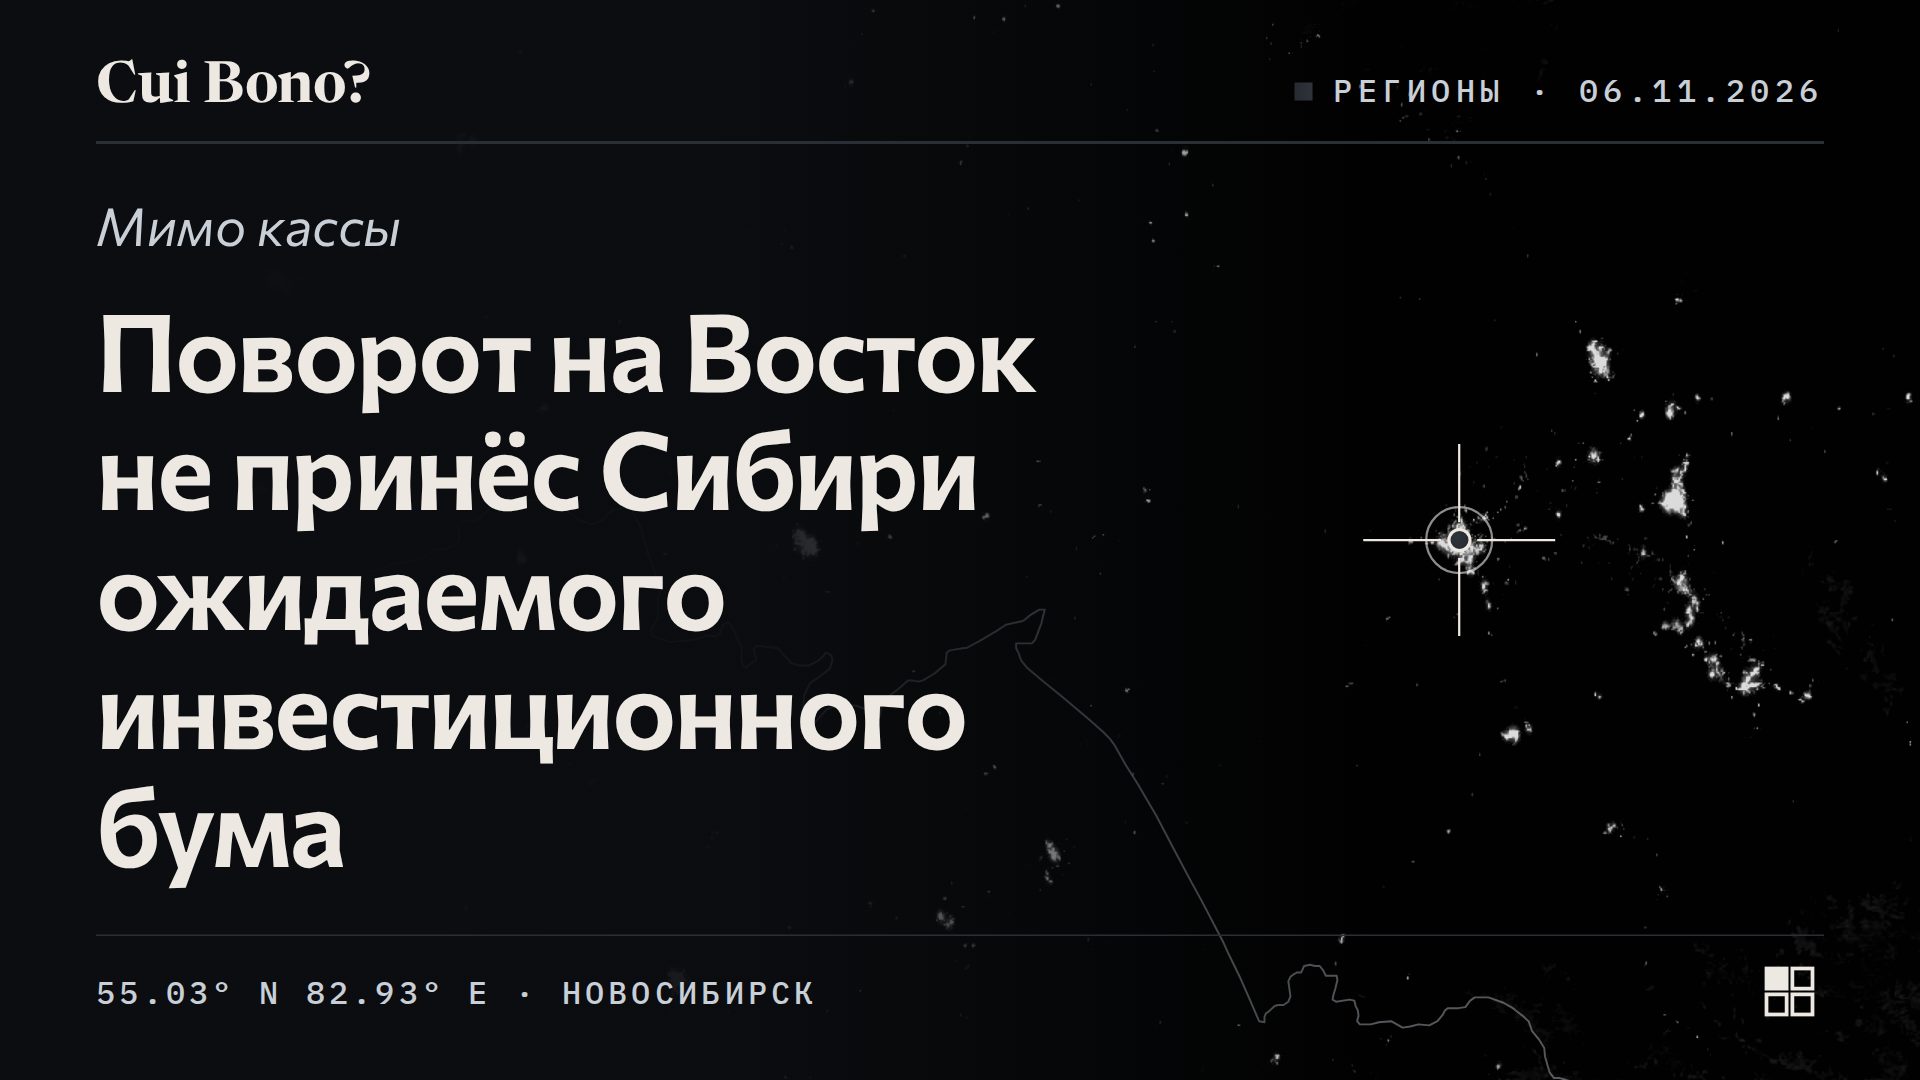 Cui Bono?
РЕГИОНЫ · 06.11.2026
Мимо кассы
Поворот на Восток
не принёс Сибири
ожидаемого
инвестиционного
бума
55.03° N 82.93° E · НОВОСИБИРСК